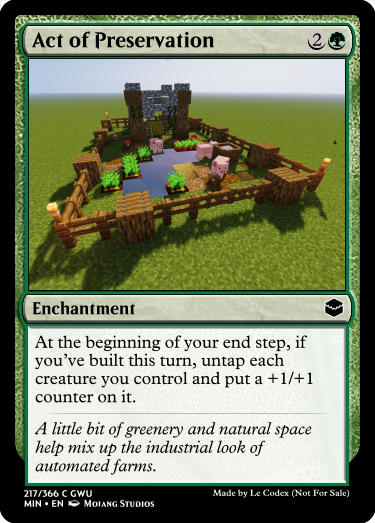 Act of Preservation 2
Enchantment
At the beginning of your end step, if
you've built this turn, untap each
creature you control and put a +1/+1
counter on it.
A little bit of greenery and natural space
help mix up the industrial look of
automated farms.
217/366 C GWU
Made by Le Codex (Not For Sale)
MIN • EN Mojang Studios